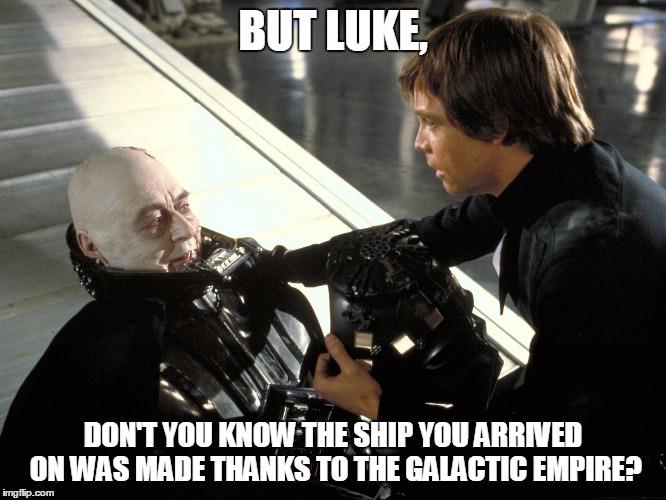 BUT LUKE,
DON'T YOU KNOW THE SHIP YOU ARRIVED
ON WAS MADE THANKS TO THE GALACTIC EMPIRE?
imgflip.com